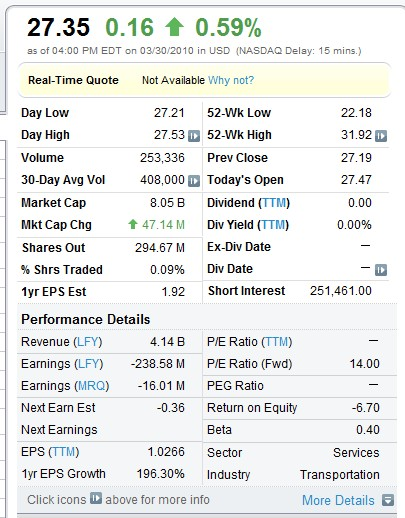 27.35 0.16 0.59%
as of 04:00 PM EDT on 03/30/2010 in USD (NASDAQ Delay: 15 mins.)
Real-Time Quote Not Available Why not?
Day Low 27.21 52-Wk Low 22.18
Day High 27.53 52-Wk High 31.92
Volume 253,336 Prev Close 27.19
30-Day Avg Vol 408,000 Today's Open 27.47
Market Cap 8.05 B Dividend (TTM) 0.00
Mkt Cap Chg 47.14 M Div Yield (TTM) 0.00%
Shares Out 294.67 M Ex-Div Date —
% Shrs Traded 0.09% Div Date —
1yr EPS Est 1.92 Short Interest 251,461.00
Performance Details
Revenue (LFY) 4.14 B P/E Ratio (TTM) —
Earnings (LFY) -238.58 M P/E Ratio (Fwd) 14.00
Earnings (MRQ) -16.01 M PEG Ratio —
Next Earn Est -0.36 Return on Equity -6.70
Next Earnings Beta 0.40
EPS (TTM) 1.0266 Sector Services
1yr EPS Growth 196.30% Industry Transportation
Click icons above for more info More Details